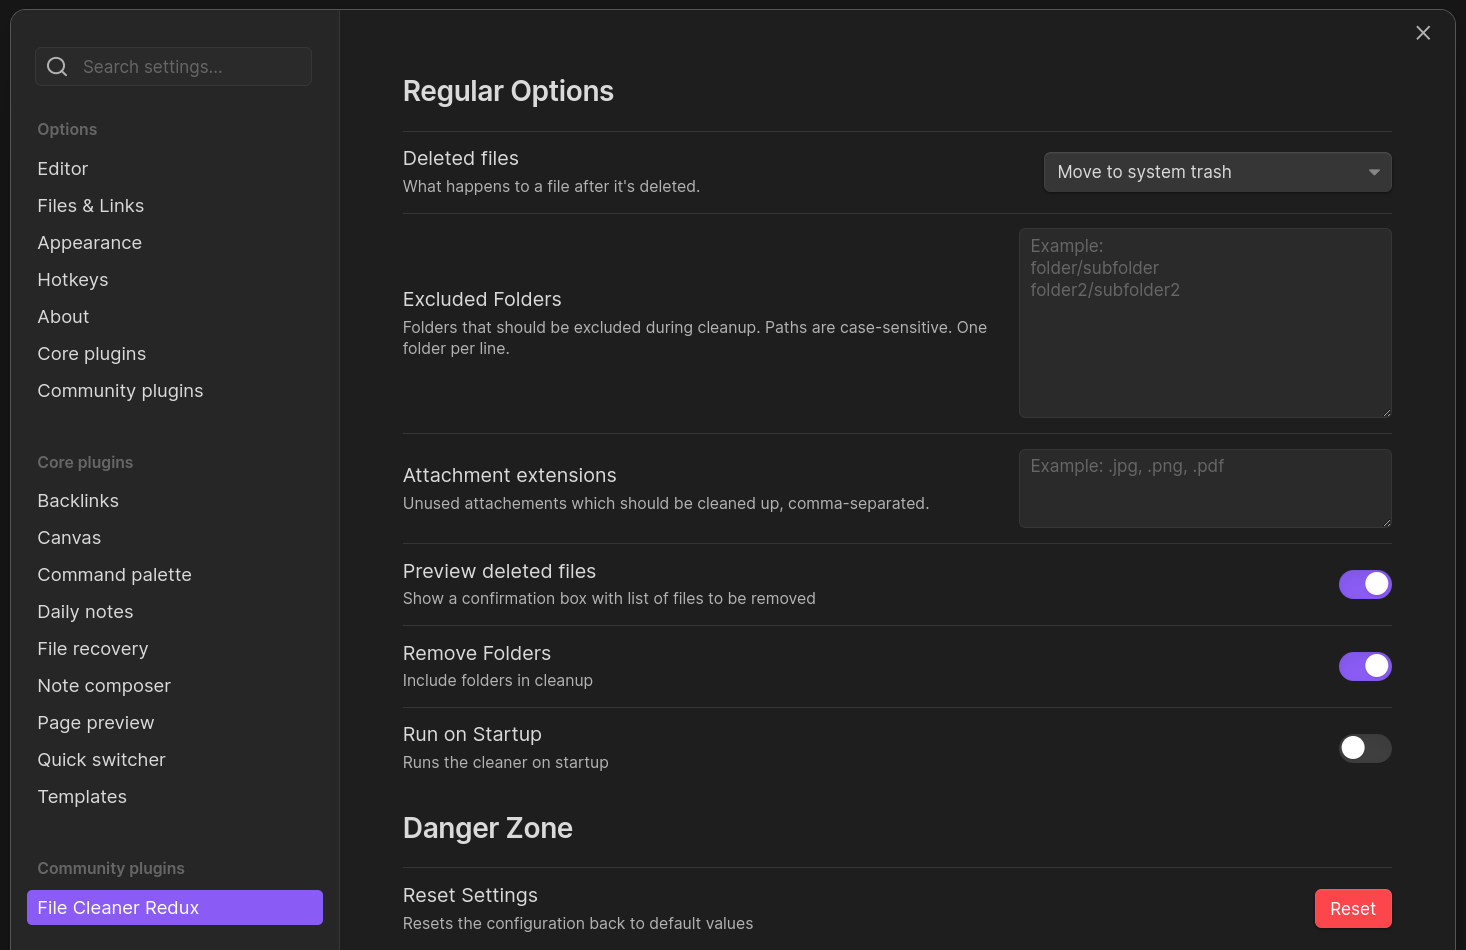 Search settings...
Options
Editor
Files & Links
Appearance
Hotkeys
About
Core plugins
Community plugins
Core plugins
Backlinks
Canvas
Command palette
Daily notes
File recovery
Note composer
Page preview
Quick switcher
Templates
Community plugins
File Cleaner Redux
Regular Options
Deleted files
What happens to a file after it's deleted.
Move to system trash
Excluded Folders
Folders that should be excluded during cleanup. Paths are case-sensitive. One
folder per line.
Example:
folder/subfolder
folder2/subfolder2
Attachment extensions
Unused attachements which should be cleaned up, comma-separated.
Example: .jpg, .png, .pdf
Preview deleted files
Show a confirmation box with list of files to be removed
Remove Folders
Include folders in cleanup
Run on Startup
Runs the cleaner on startup
Danger Zone
Reset Settings
Resets the configuration back to default values
Reset